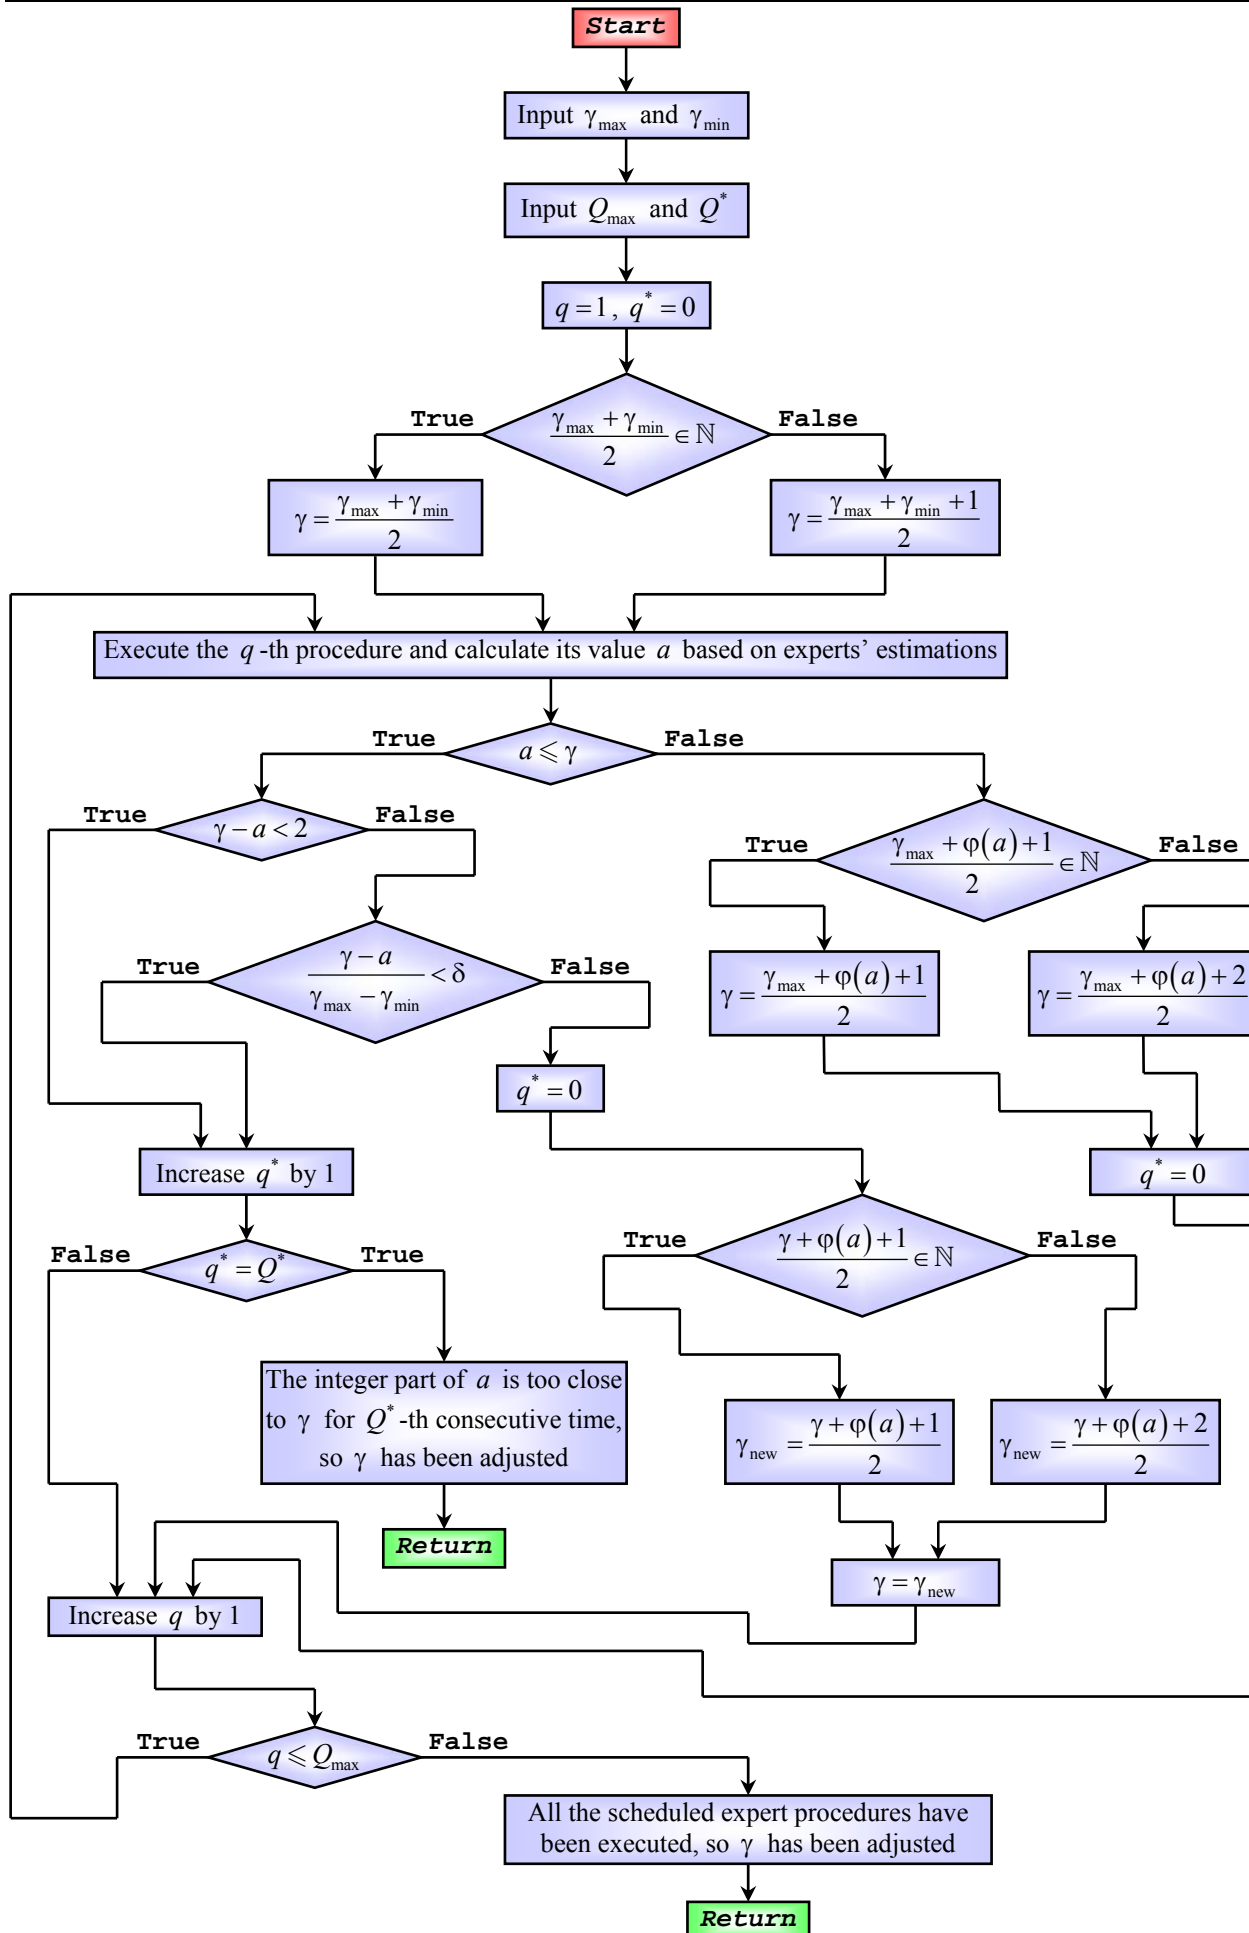 Start
Input γmax and γmin
Input Qmax and Q*
q = 1, q* = 0
True
(γmax + γmin)/2 ∈ ℕ
False
γ = (γmax + γmin)/2
γ = (γmax + γmin + 1)/2
Execute the q-th procedure and calculate its value a based on experts' estimations
True
a ⩽ γ
False
True
γ − a < 2
False
True
(γmax + φ(a) + 1)/2 ∈ ℕ
False
True
(γ − a)/(γmax − γmin) < δ
False
γ = (γmax + φ(a) + 1)/2
γ = (γmax + φ(a) + 2)/2
q* = 0
Increase q* by 1
q* = 0
False
q* = Q*
True
True
(γ + φ(a) + 1)/2 ∈ ℕ
False
The integer part of a is too close
to γ for Q*-th consecutive time,
so γ has been adjusted
γnew = (γ + φ(a) + 1)/2
γnew = (γ + φ(a) + 2)/2
Return
γ = γnew
Increase q by 1
True
q ⩽ Qmax
False
All the scheduled expert procedures have
been executed, so γ has been adjusted
Return